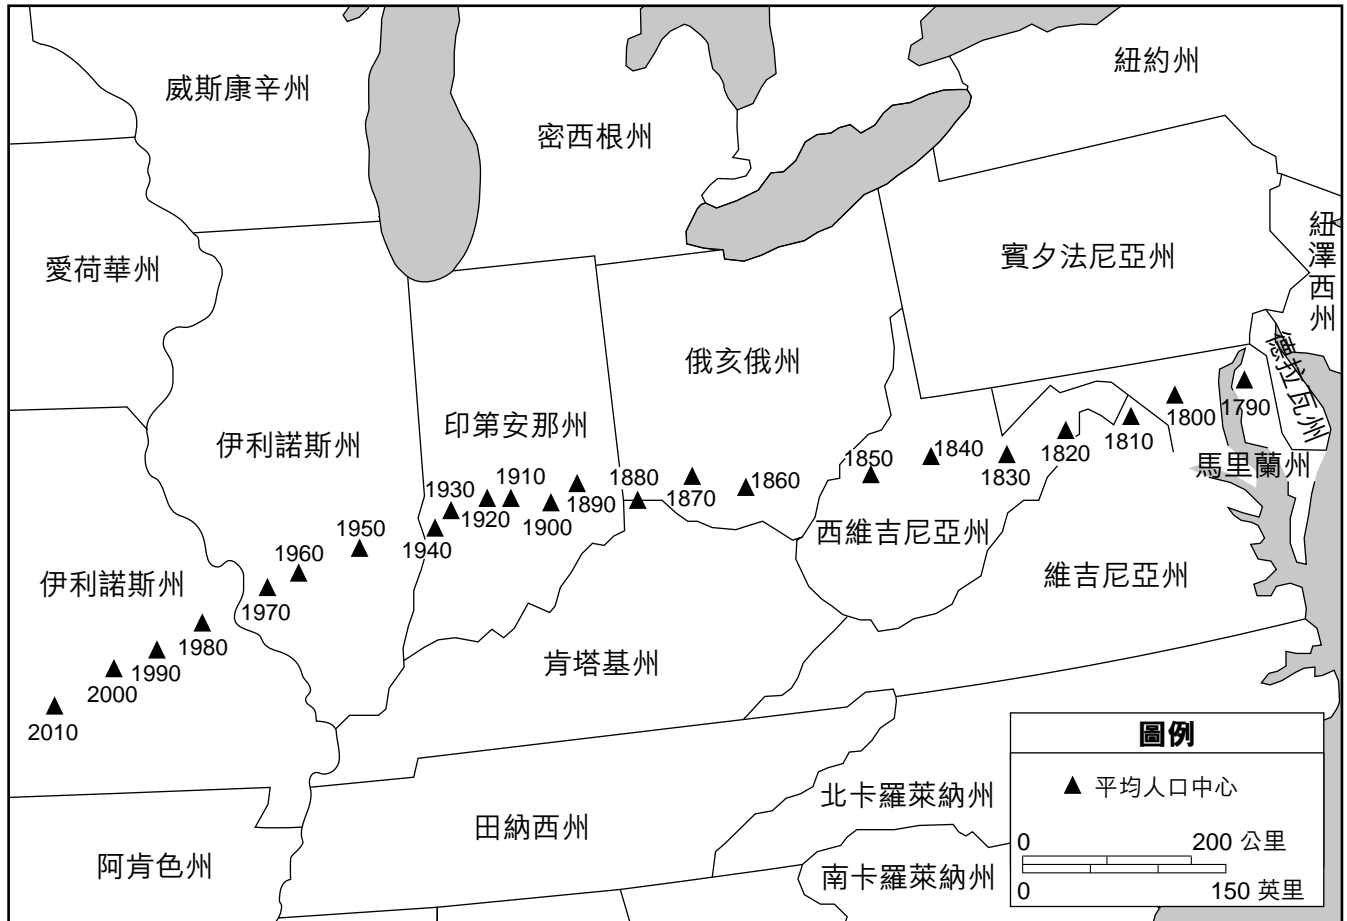 威斯康辛州
密西根州
紐約州
愛荷華州
賓夕法尼亞州
紐澤西州
俄亥俄州
德拉瓦州
伊利諾斯州
印第安那州
馬里蘭州
1790
1800
1810
1820
1830
1840
1850
1860
1870
1880
1890
1900
1910
1920
1930
1940
1950
1960
1970
1980
1990
2000
2010
西維吉尼亞州
維吉尼亞州
伊利諾斯州
肯塔基州
田納西州
北卡羅萊納州
南卡羅萊納州
阿肯色州
圖例
平均人口中心
0 200 公里
0 150 英里